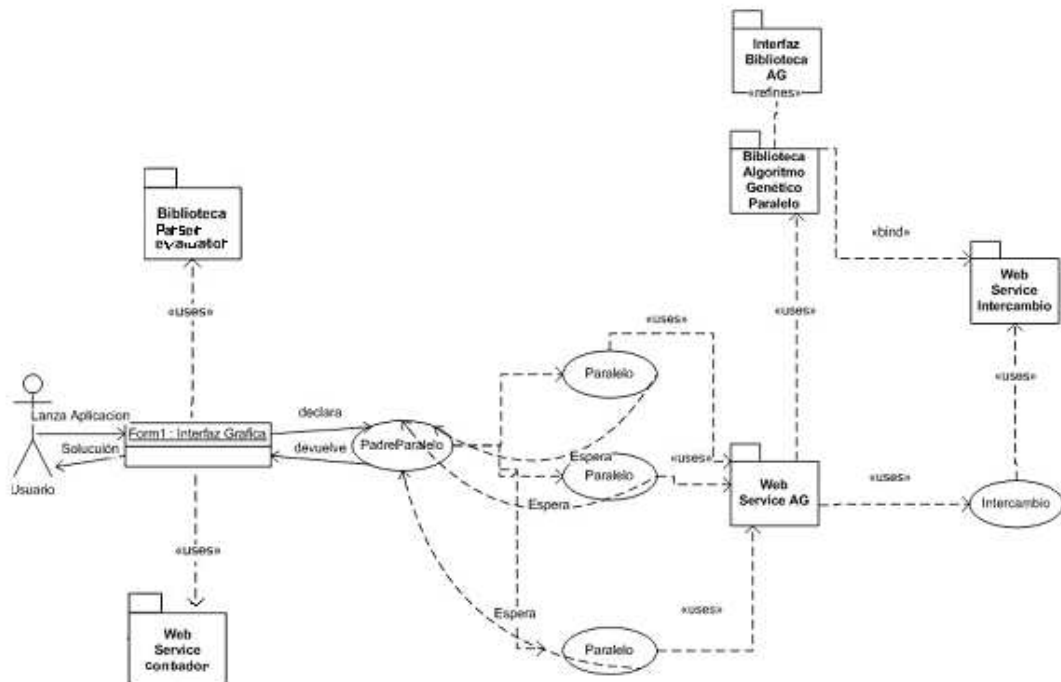 Interfaz
Biblioteca
AG
«refines»
Biblioteca
Algoritmo
Genético
Paralelo
«bind»
Web
Service
Intercambio
Biblioteca
Parser
evaluator
«uses»
«uses»
«uses»
«uses»
Paralelo
Lanza Aplicacion
declara
Form1 : Interfaz Grafica
PadreParalelo
Solucuión
devuelve
Usuario
Espera
Paralelo
«uses»
Espera
Web
Service AG
«uses»
Intercambio
«uses»
Espera
«uses»
Paralelo
Web
Service
contador